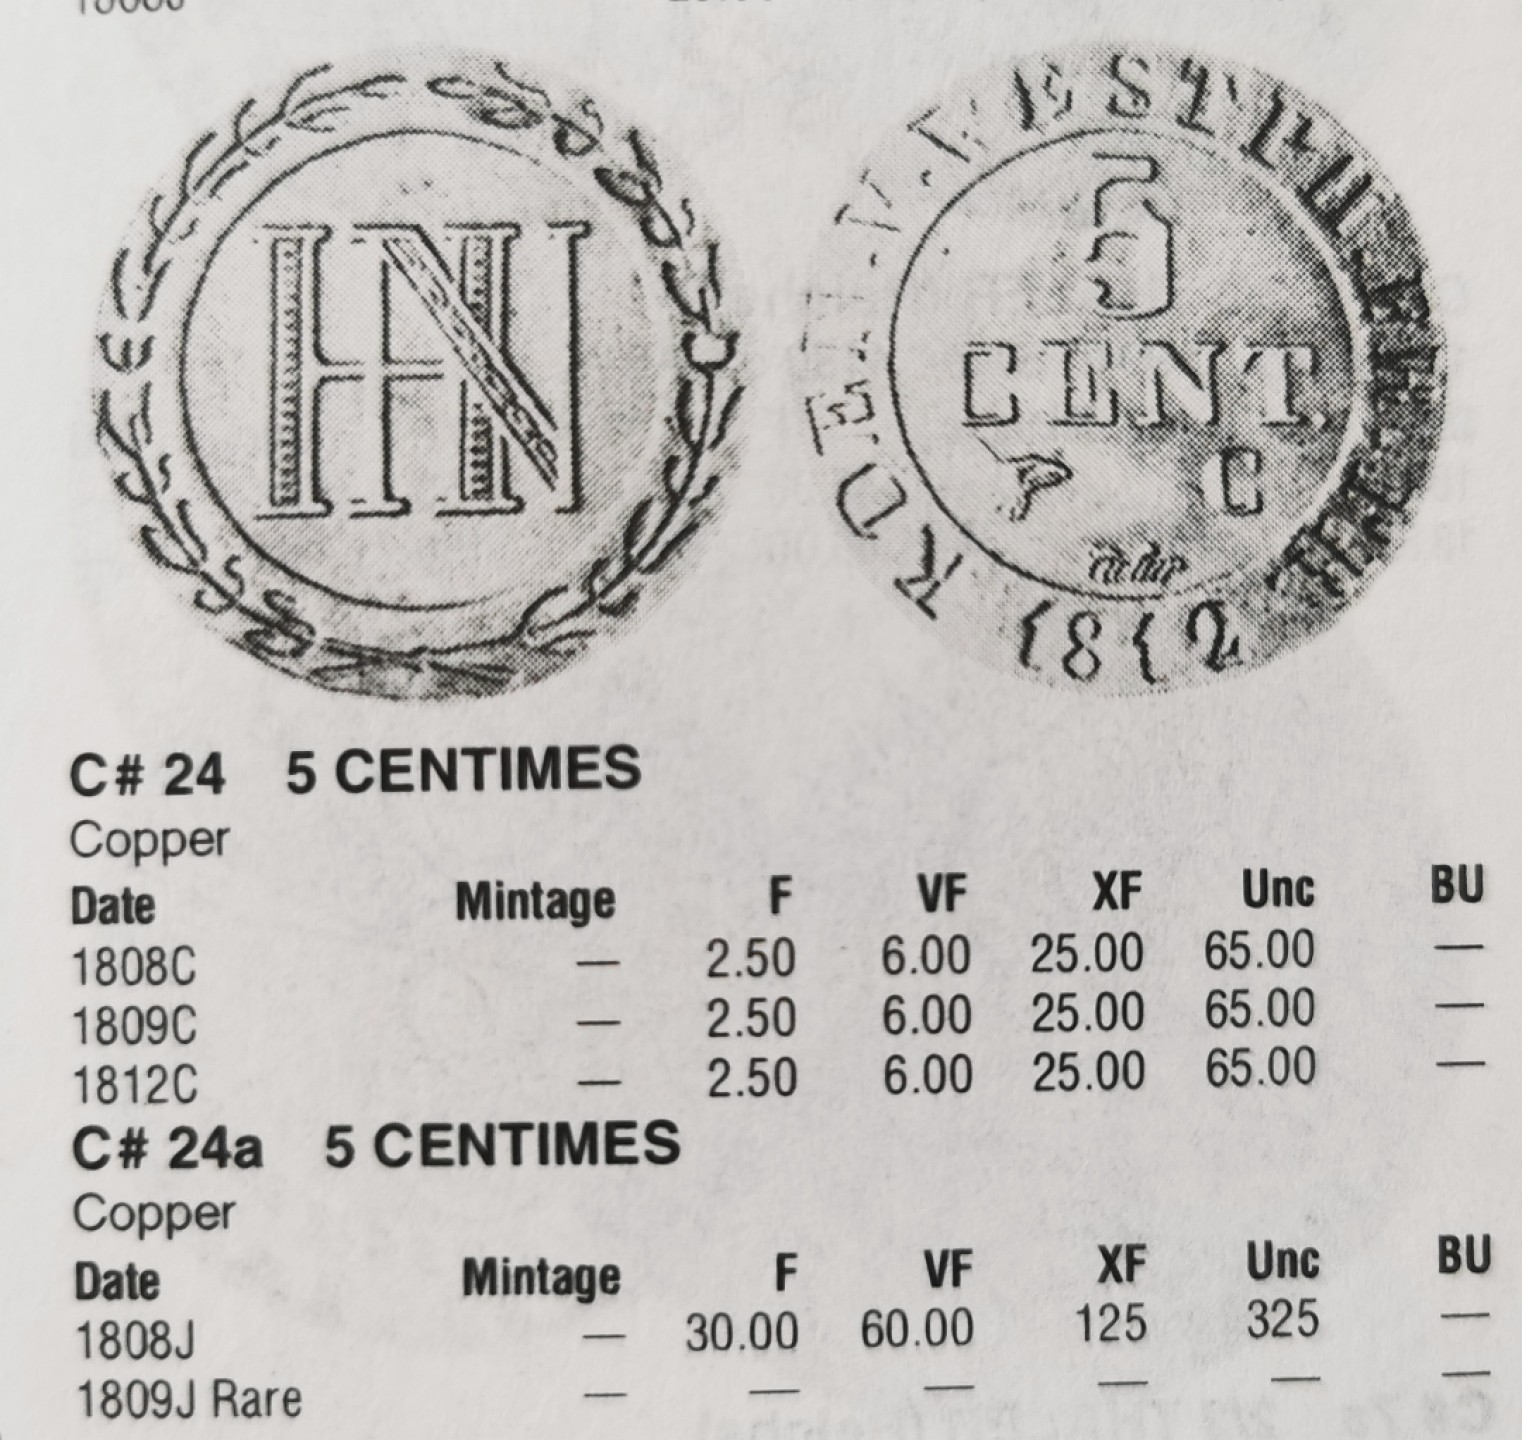 HN
5
CENT.
C
1812
C# 24 5 CENTIMES
Copper
Date Mintage F VF XF Unc BU
1808C — 2.50 6.00 25.00 65.00 —
1809C — 2.50 6.00 25.00 65.00 —
1812C — 2.50 6.00 25.00 65.00 —
C# 24a 5 CENTIMES
Copper
Date Mintage F VF XF Unc BU
1808J — 30.00 60.00 125 325 —
1809J Rare — — — — — —